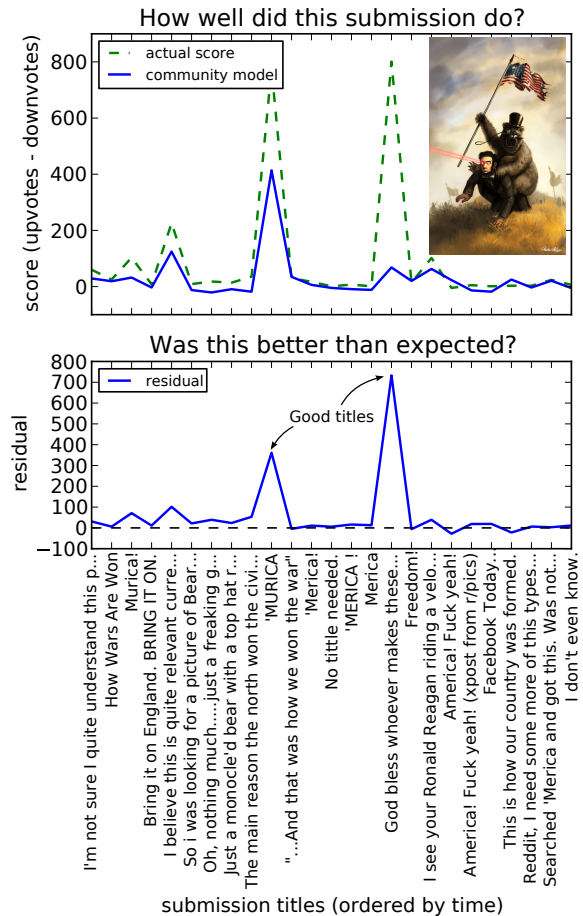 How well did this submission do?
score (upvotes - downvotes)
800
600
400
200
0
actual score
community model
Was this better than expected?
residual
800
700
600
500
400
300
200
100
0
−100
residual
Good titles
I'm not sure I quite understand this p...
How Wars Are Won
Murica!
Bring it on England.. BRING IT ON.
I believe this is quite relevant curre...
So i was looking for a picture of Bear...
Oh, nothing much.....just a freaking g...
Just a monocle'd bear with a top hat r...
The main reason the north won the civi...
'MURICA
"...And that was how we won the war"
'Merica!
No tittle needed.
'MERICA !
Merica
God bless whoever makes these...
Freedom!
I see your Ronald Reagan riding a velo...
America! Fuck yeah!
America! Fuck yeah! (xpost from r/pics)
Facebook Today...
This is how our country was formed.
Reddit, I need some more of this types...
Searched 'Merica and got this. Was not...
I don't even know.
submission titles (ordered by time)